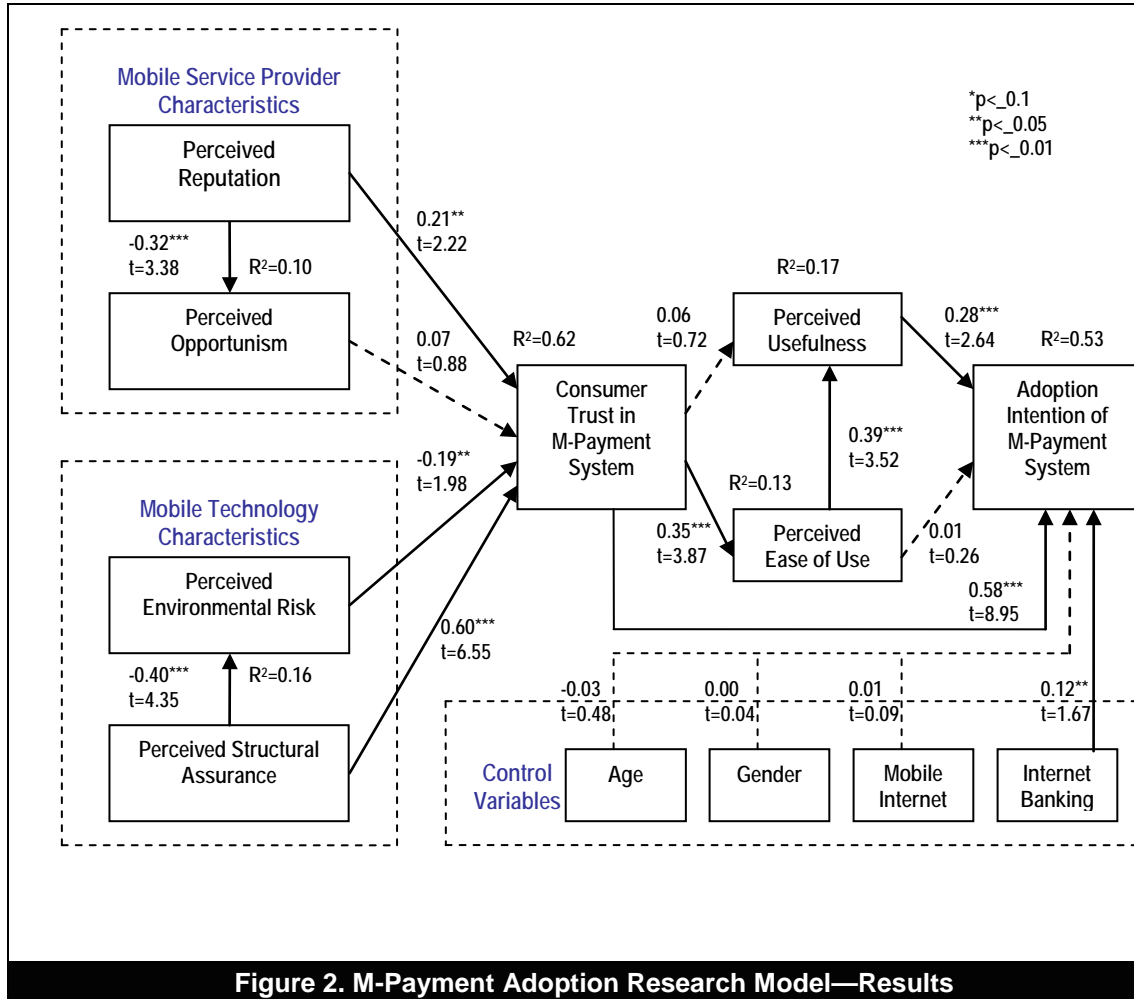 Mobile Service Provider
Characteristics
Perceived
Reputation
-0.32***
t=3.38
R²=0.10
Perceived
Opportunism
*p<_0.1
**p<_0.05
***p<_0.01
0.21**
t=2.22
0.07
t=0.88
R²=0.62
Consumer
Trust in
M-Payment
System
0.06
t=0.72
R²=0.17
Perceived
Usefulness
0.28***
t=2.64
R²=0.53
Adoption
Intention of
M-Payment
System
0.39***
t=3.52
R²=0.13
0.35***
t=3.87
Perceived
Ease of Use
0.01
t=0.26
0.58***
t=8.95
Mobile Technology
Characteristics
Perceived
Environmental Risk
-0.19**
t=1.98
-0.40***
t=4.35
R²=0.16
0.60***
t=6.55
Perceived Structural
Assurance
-0.03
t=0.48
0.00
t=0.04
0.01
t=0.09
0.12**
t=1.67
Control
Variables
Age
Gender
Mobile
Internet
Internet
Banking
Figure 2. M-Payment Adoption Research Model—Results